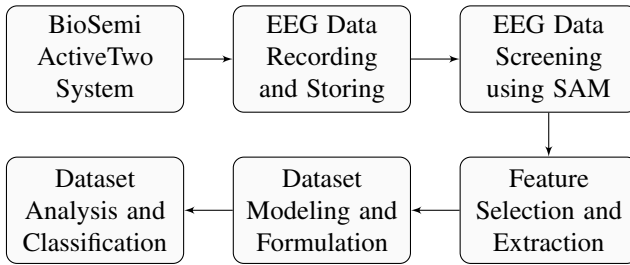 BioSemi
ActiveTwo
System
EEG Data
Recording
and Storing
EEG Data
Screening
using SAM
Feature
Selection and
Extraction
Dataset
Modeling and
Formulation
Dataset
Analysis and
Classification